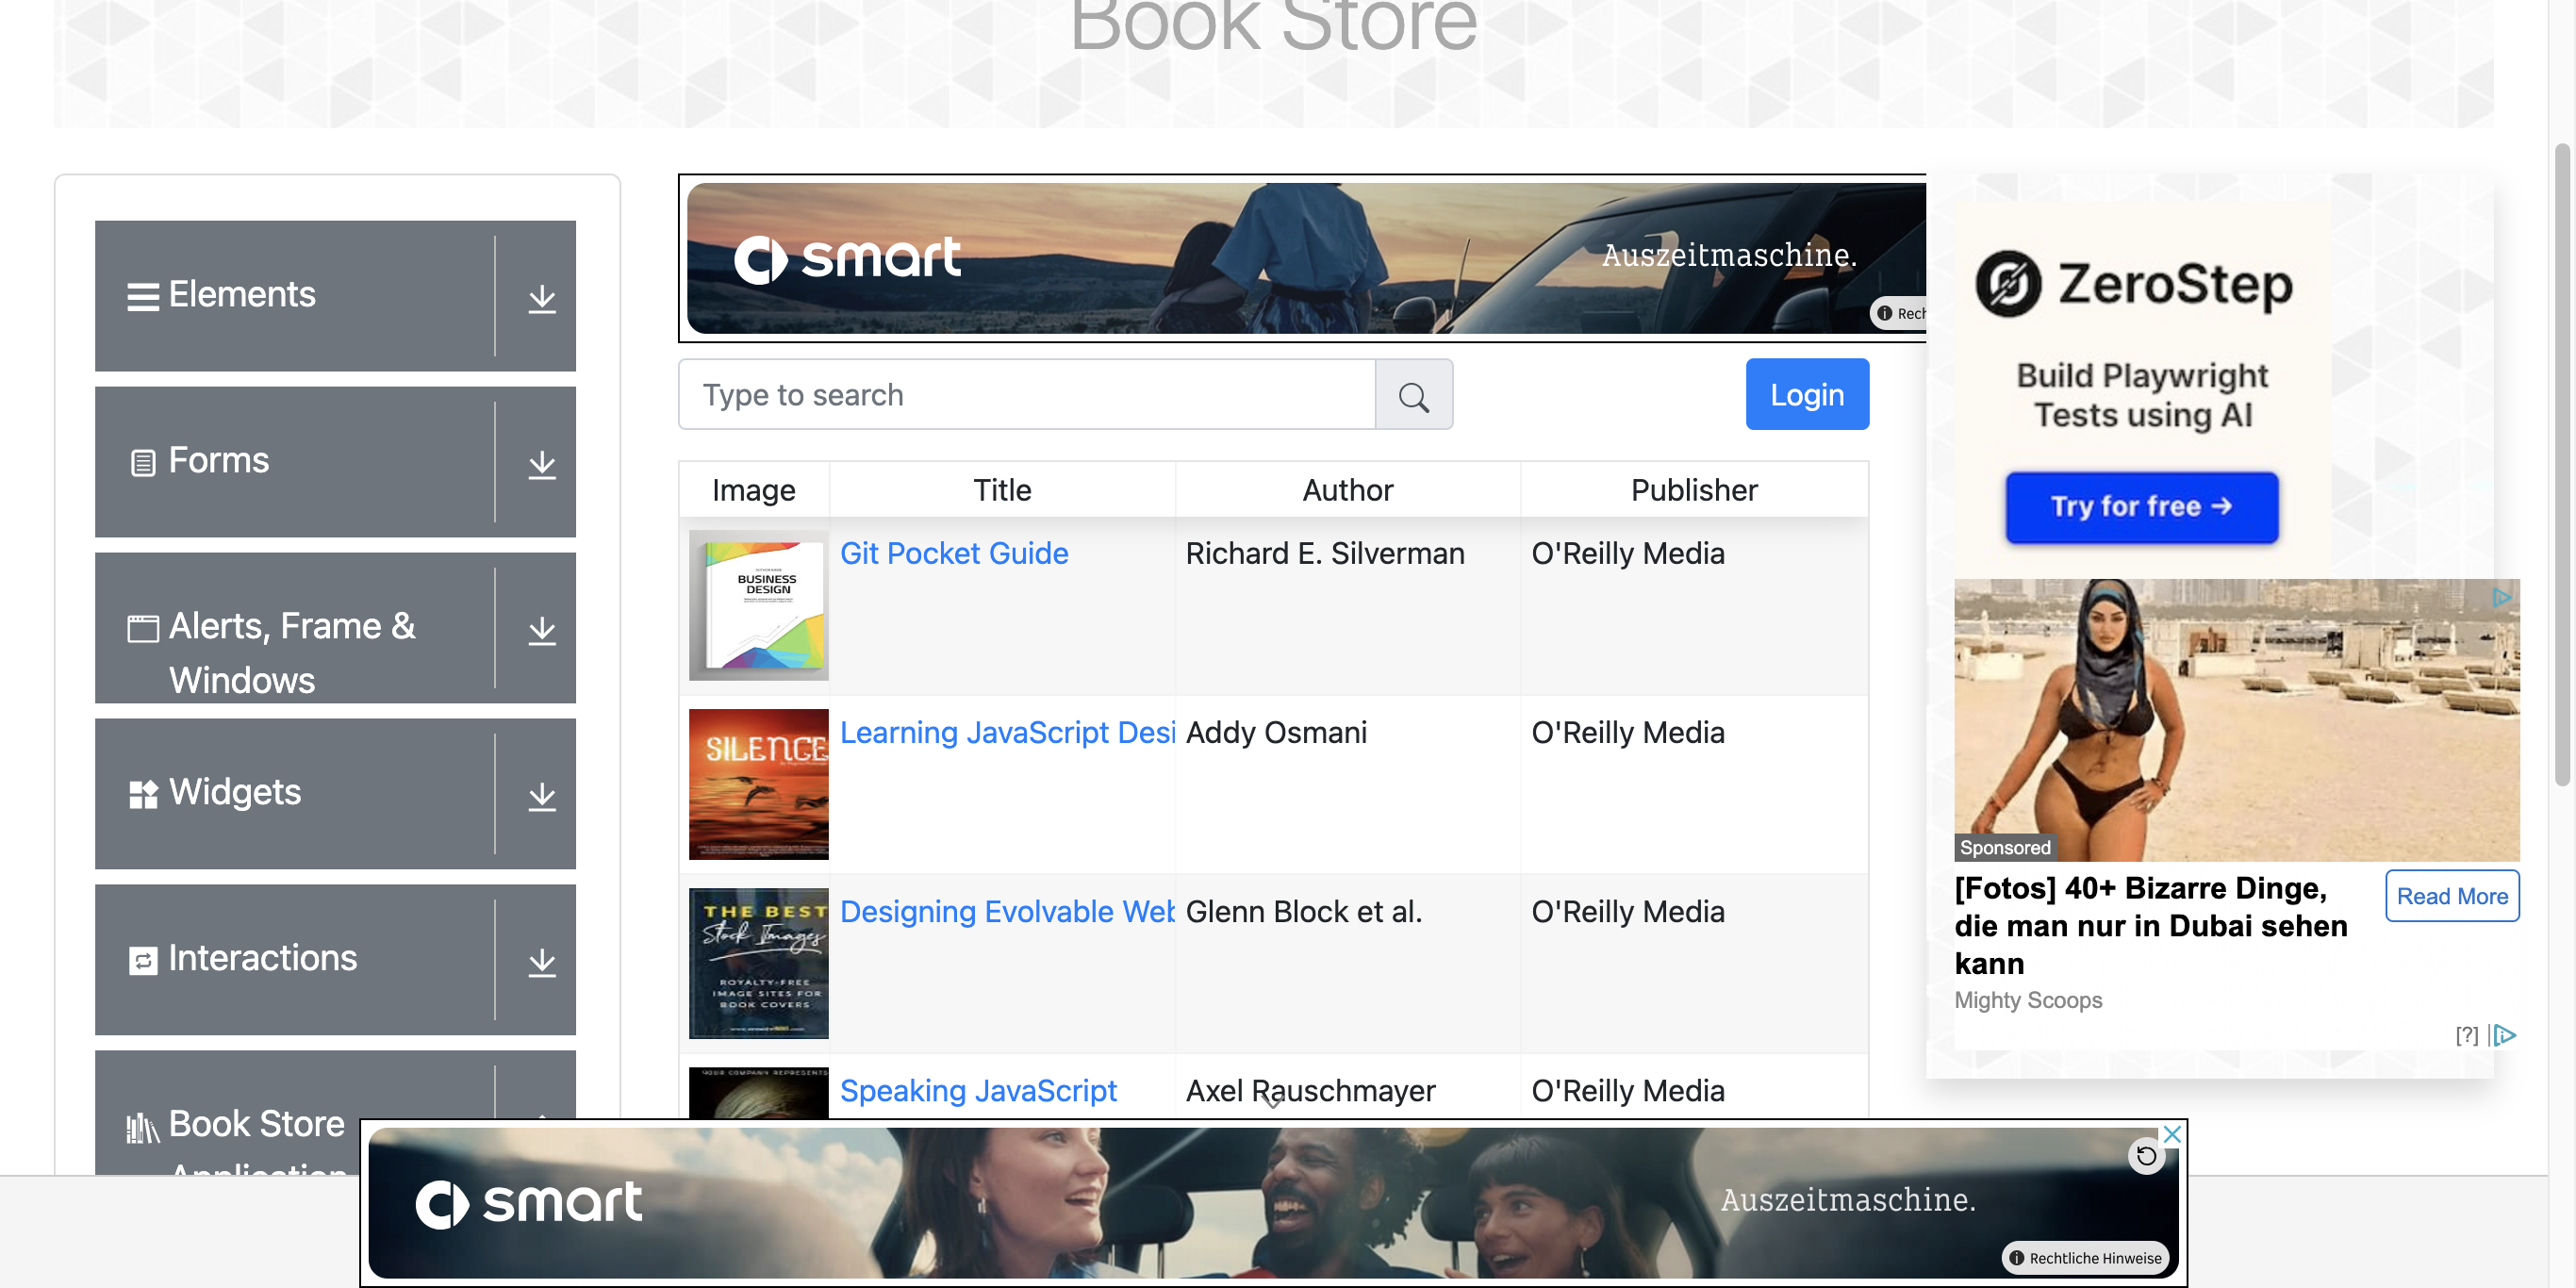 Book Store
Elements
Forms
Alerts, Frame &
Windows
Widgets
Interactions
Book Store
Application
smart
Auszeitmaschine.
Rech
Type to search
Login
Image Title Author Publisher
BUSINESS
DESIGN
Git Pocket Guide Richard E. Silverman O'Reilly Media
SILENCE
Learning JavaScript Desi Addy Osmani O'Reilly Media
THE BEST
Stock Images
ROYALTY-FREE
IMAGE SITES FOR
BOOK COVERS
Designing Evolvable Web Glenn Block et al. O'Reilly Media
YOUR COMPANY REPRESENTS
Speaking JavaScript Axel Rauschmayer O'Reilly Media
ZeroStep
Build Playwright
Tests using AI
Try for free →
Sponsored
[Fotos] 40+ Bizarre Dinge,
die man nur in Dubai sehen
kann
Read More
Mighty Scoops
[?]
smart
Auszeitmaschine.
Rechtliche Hinweise